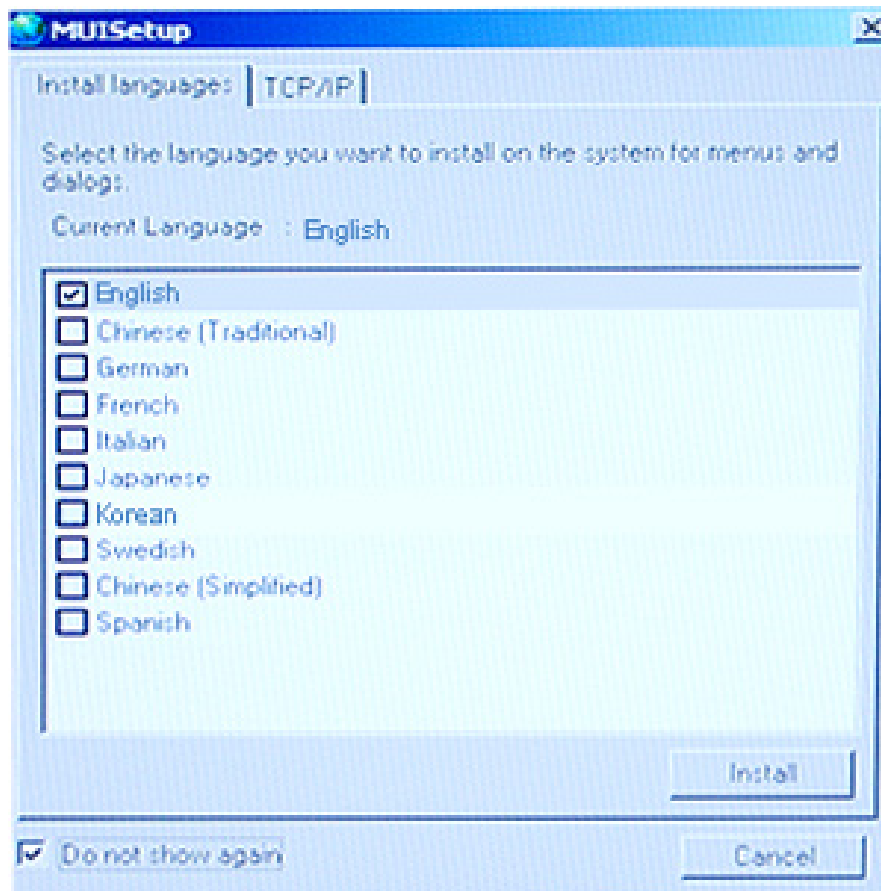 MUISetup
Install languages
TCP/IP
Select the language you want to install on the system for menus and
dialogs.
Current Language : English
English
Chinese (Traditional)
German
French
Italian
Japanese
Korean
Swedish
Chinese (Simplified)
Spanish
Install
Do not show again
Cancel